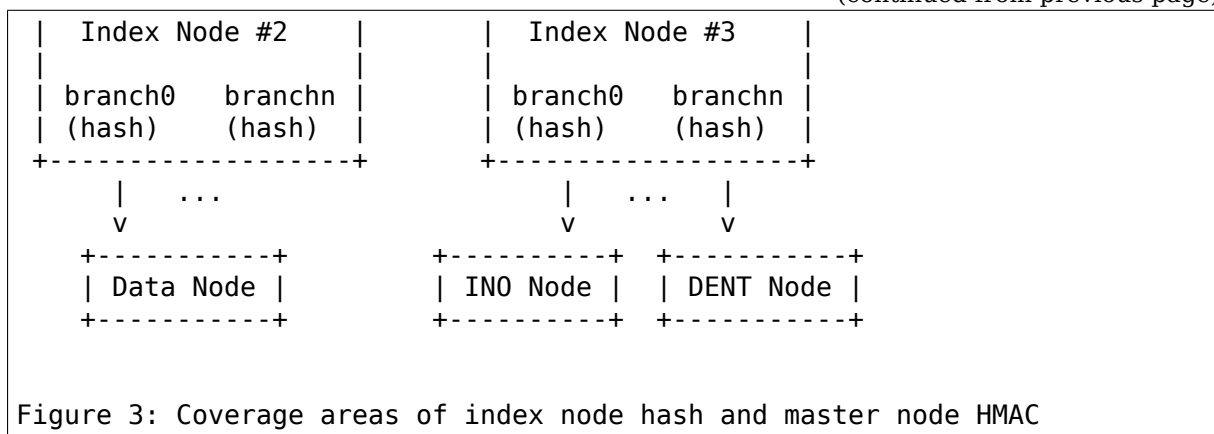 (continued from previous page)
|  Index Node #2    |       |  Index Node #3    |
|                   |       |                   |
| branch0   branchn |       | branch0   branchn |
| (hash)    (hash)  |       | (hash)    (hash)  |
+-------------------+       +-------------------+
     |   ...                     |   ...   |
     v                           v         v
   +-----------+         +----------+  +-----------+
   | Data Node |         | INO Node |  | DENT Node |
   +-----------+         +----------+  +-----------+
Figure 3: Coverage areas of index node hash and master node HMAC